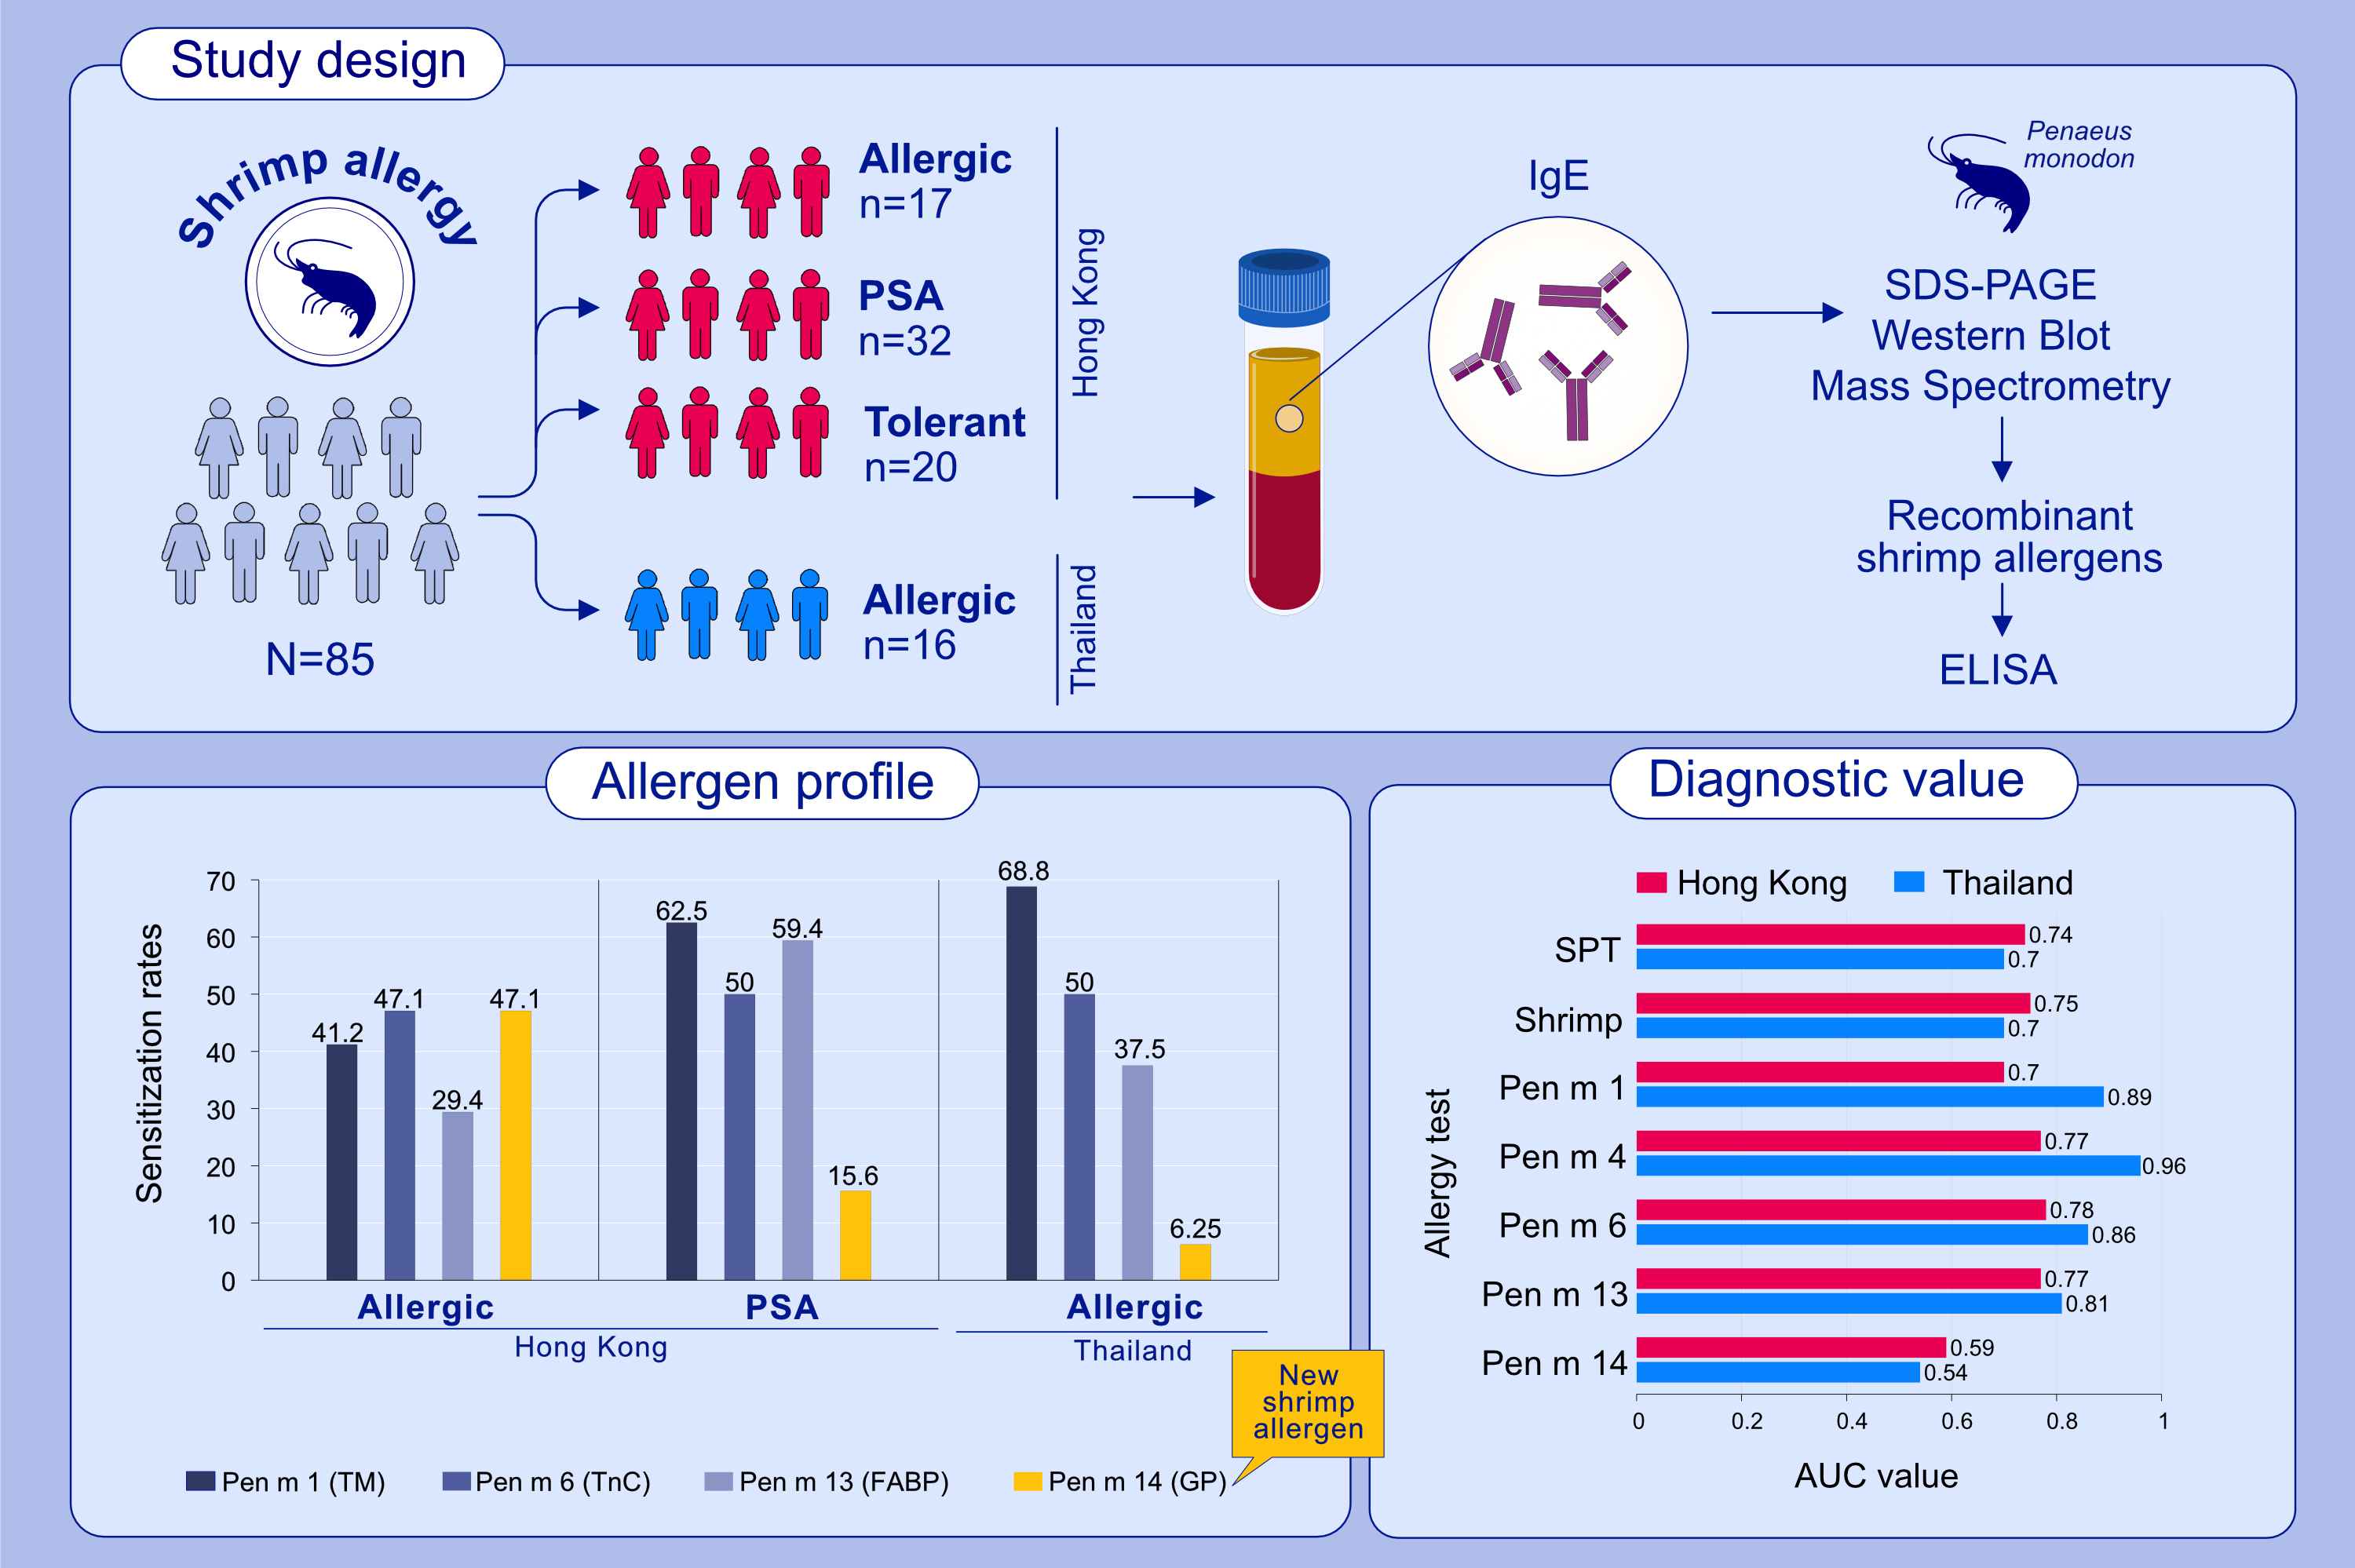 Study design
Shrimp allergy
N=85
Allergic
n=17
PSA
n=32
Tolerant
n=20
Hong Kong
Allergic
n=16
Thailand
IgE
Penaeus
monodon
SDS-PAGE
Western Blot
Mass Spectrometry
Recombinant
shrimp allergens
ELISA
Allergen profile
Sensitization rates
70
60
50
40
30
20
10
0
41.2
47.1
29.4
47.1
62.5
50
59.4
15.6
68.8
50
37.5
6.25
Allergic
PSA
Allergic
Hong Kong
Thailand
New
shrimp
allergen
Pen m 1 (TM)
Pen m 6 (TnC)
Pen m 13 (FABP)
Pen m 14 (GP)
Diagnostic value
Hong Kong
Thailand
Allergy test
SPT
0.74
0.7
Shrimp
0.75
0.7
Pen m 1
0.7
0.89
Pen m 4
0.77
0.96
Pen m 6
0.78
0.86
Pen m 13
0.77
0.81
Pen m 14
0.59
0.54
0
0.2
0.4
0.6
0.8
1
AUC value